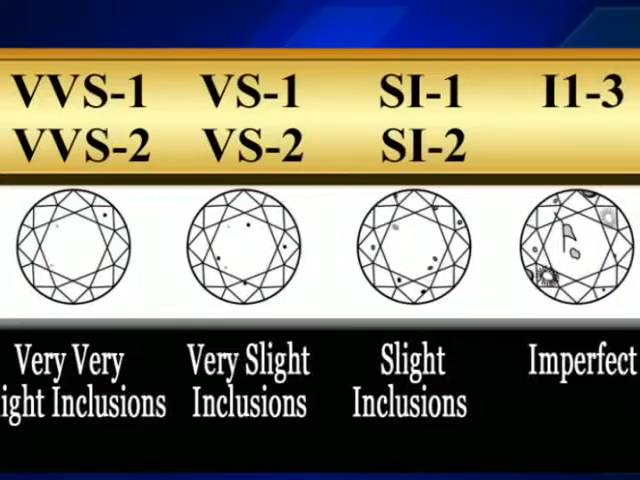 VVS-1 VS-1 SI-1 I1-3
VVS-2 VS-2 SI-2
Very Very Very Slight Slight Imperfect
ight Inclusions Inclusions Inclusions